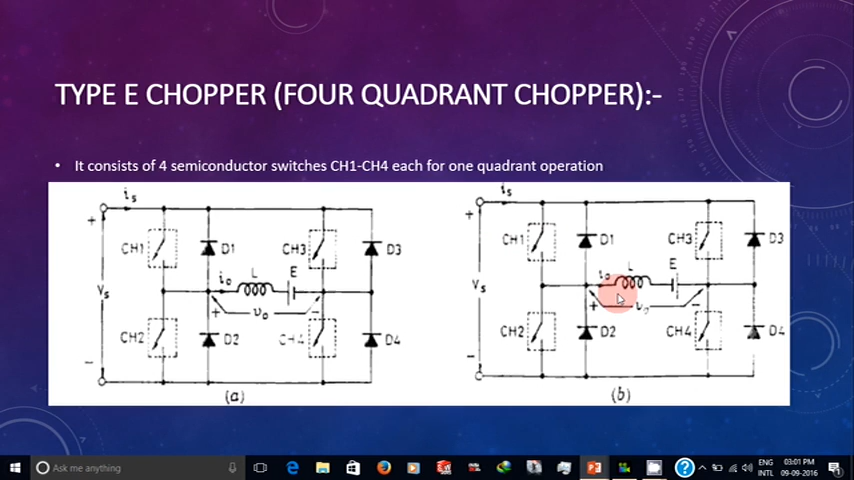 TYPE E CHOPPER (FOUR QUADRANT CHOPPER):-
• It consists of 4 semiconductor switches CH1-CH4 each for one quadrant operation
is
+
CH1
D1
CH3
D3
io
L
E
Vs
+
vo
−
CH2
D2
CH4
D4
−
(a)
is
+
CH1
D1
CH3
D3
io
L
E
Vs
+
−
CH2
D2
CH4
D4
−
(b)
Ask me anything
ENG
03:01 PM
INTL
09-09-2016
1